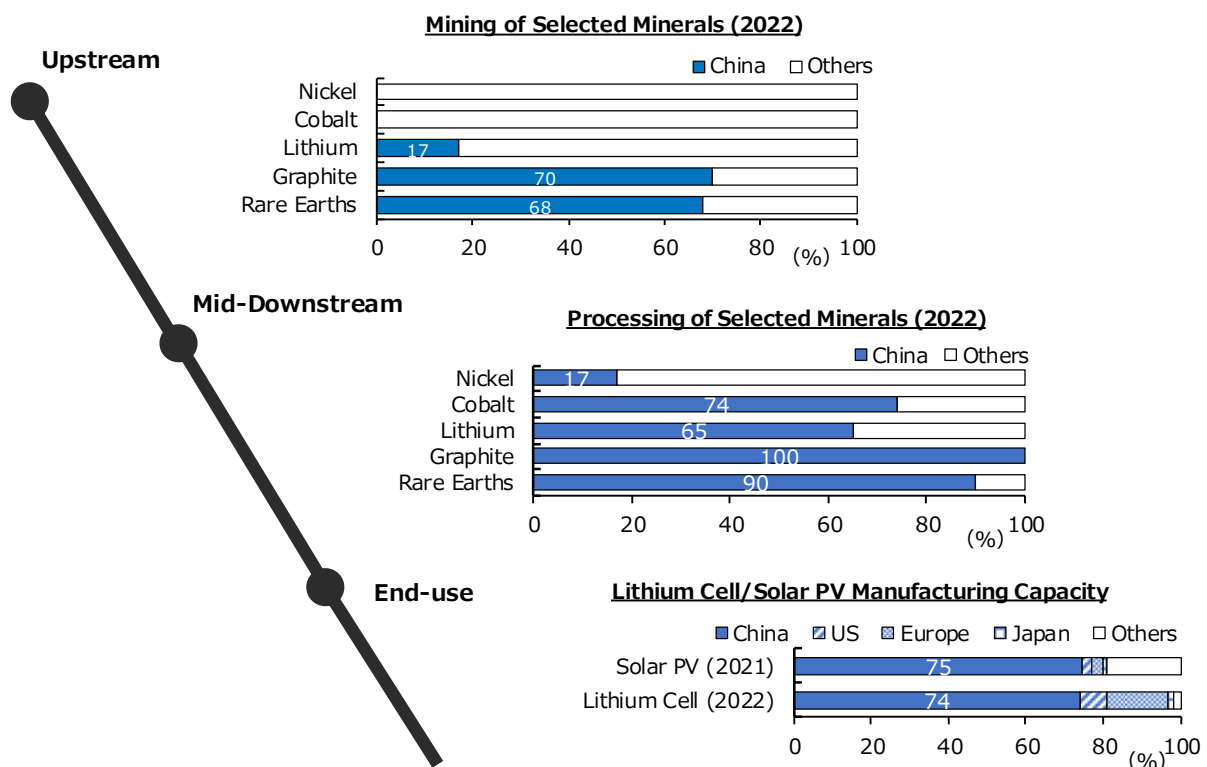 Mining of Selected Minerals (2022)
Upstream
China Others
Nickel
Cobalt
Lithium 17
Graphite 70
Rare Earths 68
0 20 40 60 80 100
(%)
Mid-Downstream
Processing of Selected Minerals (2022)
China Others
Nickel 17
Cobalt 74
Lithium 65
Graphite 100
Rare Earths 90
0 20 40 60 80 100
(%)
End-use
Lithium Cell/Solar PV Manufacturing Capacity
China US Europe Japan Others
Solar PV (2021) 75
Lithium Cell (2022) 74
0 20 40 60 80 100
(%)